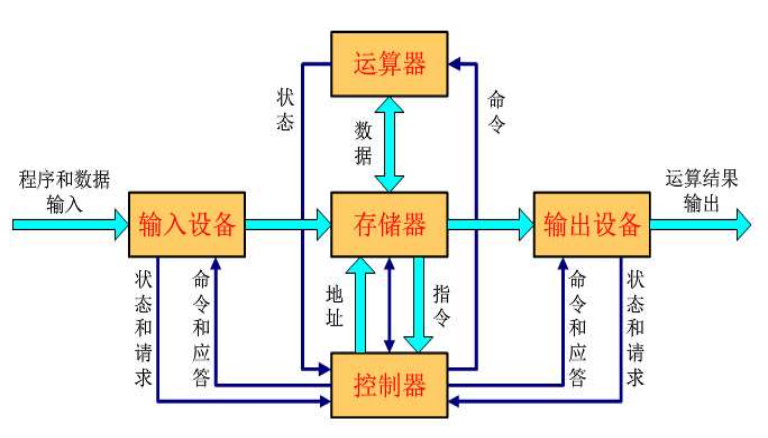 运算器
状态
数据
命令
程序和数据
输入
运算结果
输出
输入设备
存储器
输出设备
状态和请求
命令和应答
地址
指令
命令和应答
状态和请求
控制器